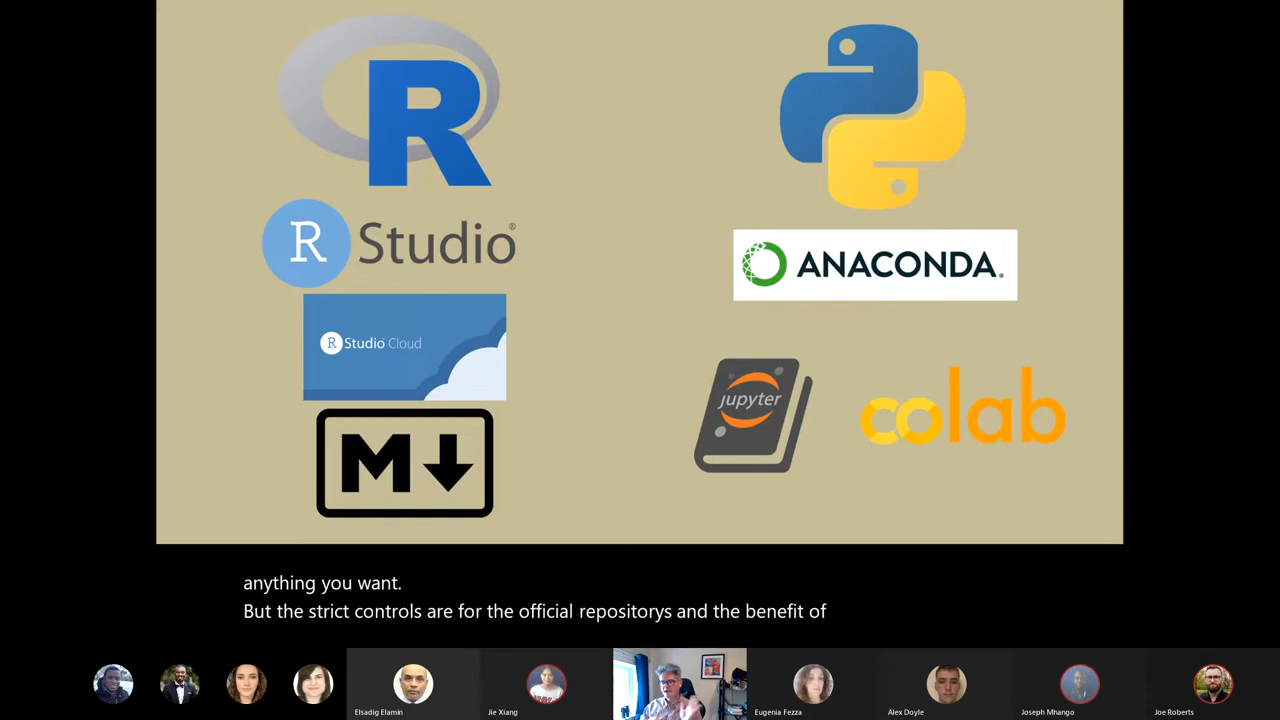 R
R Studio®
R Studio Cloud
M
ANACONDA.®
jupyter
colab
anything you want.
But the strict controls are for the official repositorys and the benefit of
Elsadig Elamin
Jie Xiang
Eugenia Fezza
Alex Doyle
Joseph Mhango
Joe Roberts